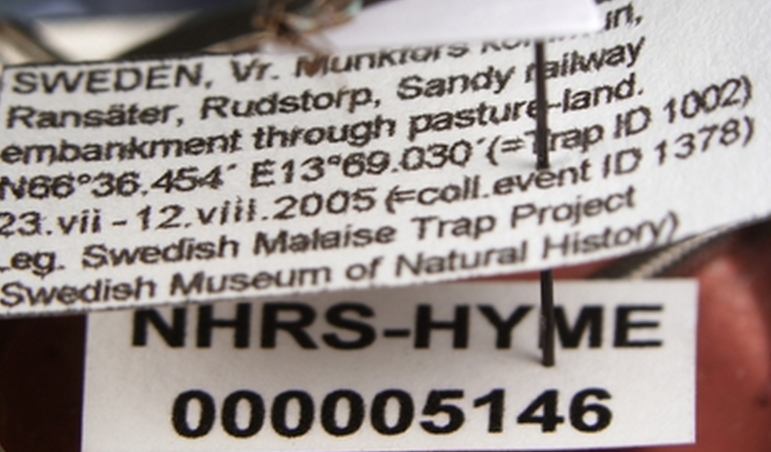 SWEDEN, Vr. Munkfors in,
Ransäter, Rudstorp, Sandy railway
embankment through pasture-land.
N66°36.454´ E13°69.030´(=Trap ID 1002)
23.vii - 12.viii.2005 (=coll.event ID 1378)
Leg. Swedish Malaise Trap Project
Swedish Museum of Natural History)
NHRS-HYME
000005146